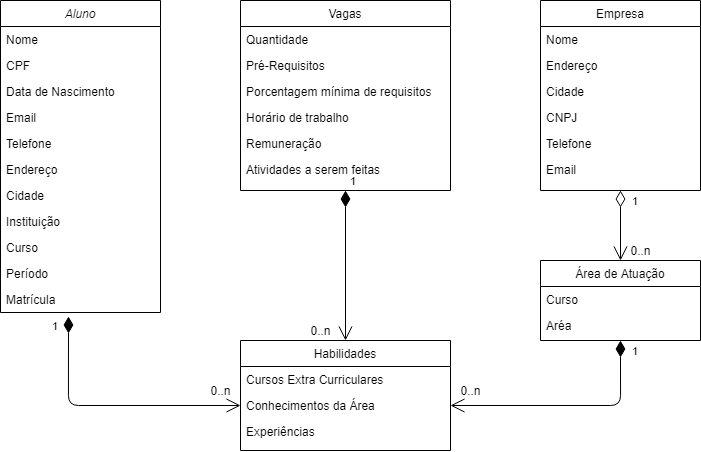 Aluno
Nome
CPF
Data de Nascimento
Email
Telefone
Endereço
Cidade
Instituição
Curso
Período
Matrícula
1
0..n
Vagas
Quantidade
Pré-Requisitos
Porcentagem mínima de requisitos
Horário de trabalho
Remuneração
Atividades a serem feitas
1
0..n
Habilidades
Cursos Extra Curriculares
Conhecimentos da Área
Experiências
Empresa
Nome
Endereço
Cidade
CNPJ
Telefone
Email
1
0..n
Área de Atuação
Curso
Aréa
1
0..n